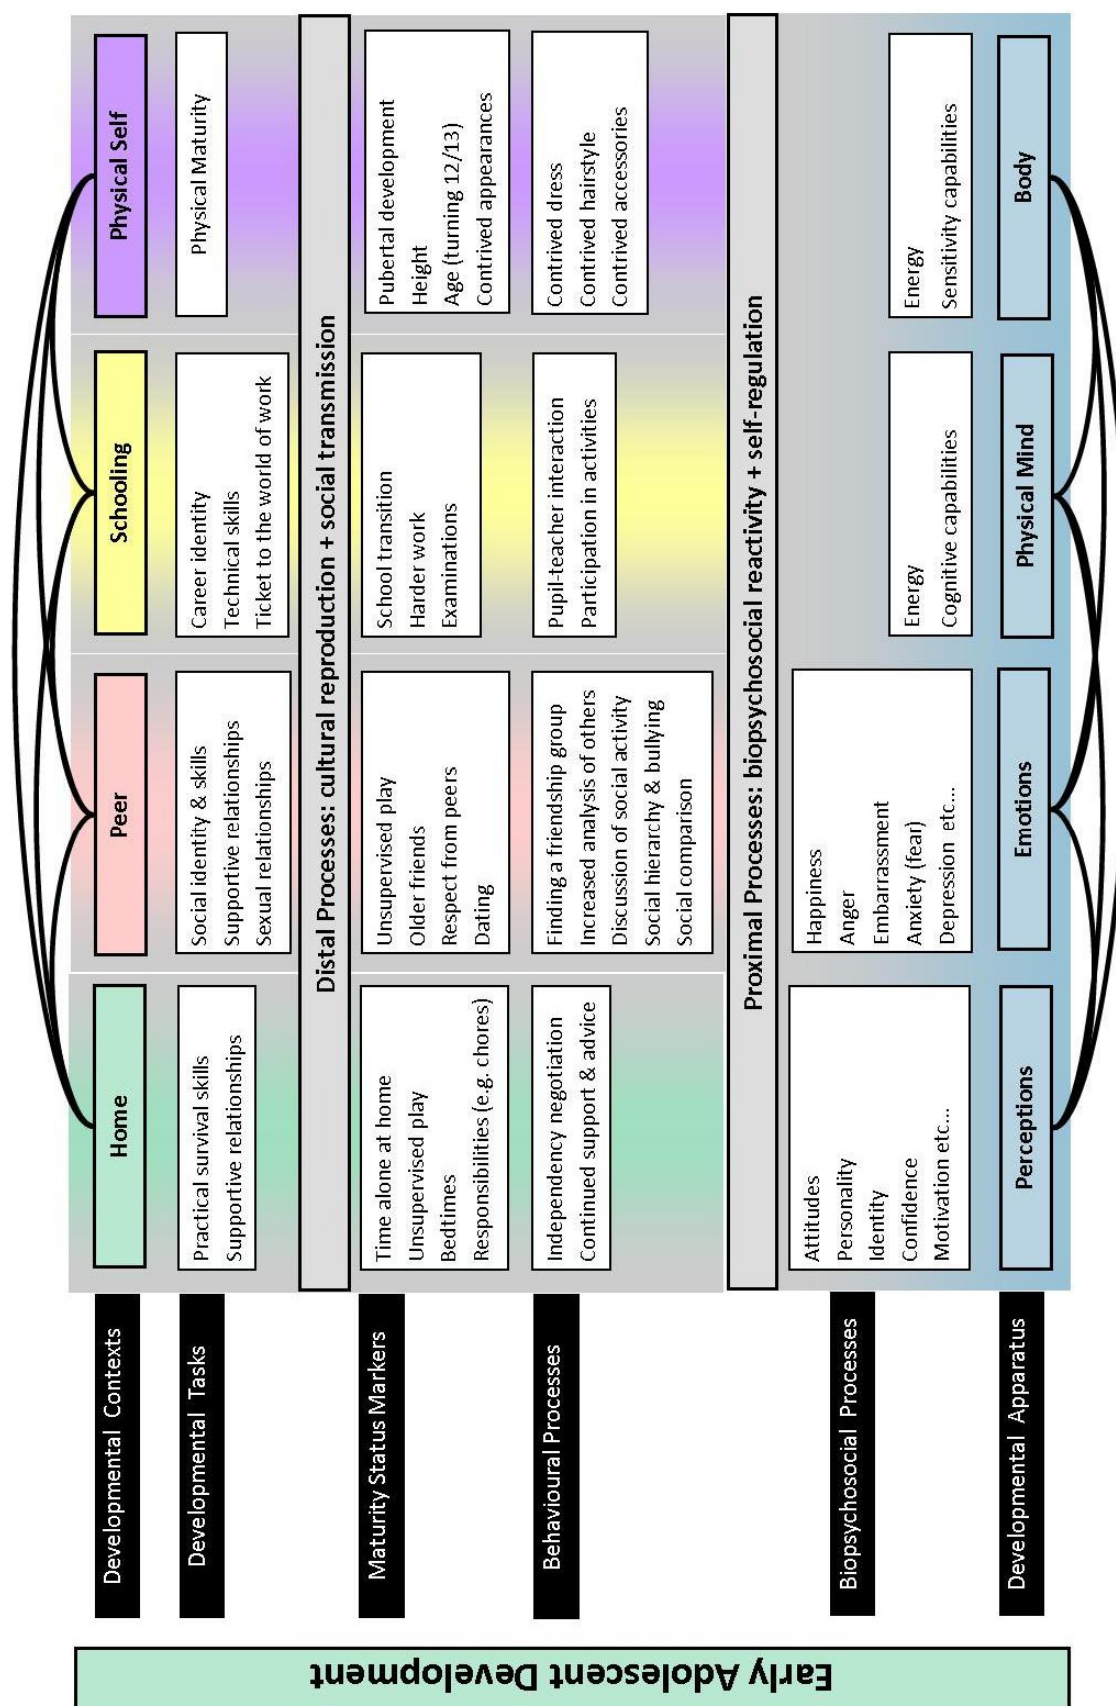 Early Adolescent Development
Developmental Contexts
Home
Peer
Schooling
Physical Self
Developmental Tasks
Practical survival skills
Supportive relationships
Social identity & skills
Supportive relationships
Sexual relationships
Career identity
Technical skills
Ticket to the world of work
Physical Maturity
Distal Processes: cultural reproduction + social transmission
Maturity Status Markers
Time alone at home
Unsupervised play
Bedtimes
Responsibilities (e.g. chores)
Unsupervised play
Older friends
Respect from peers
Dating
School transition
Harder work
Examinations
Pubertal development
Height
Age (turning 12/13)
Contrived appearances
Behavioural Processes
Independency negotiation
Continued support & advice
Finding a friendship group
Increased analysis of others
Discussion of social activity
Social hierarchy & bullying
Social comparison
Pupil-teacher interaction
Participation in activities
Contrived dress
Contrived hairstyle
Contrived accessories
Proximal Processes: biopsychosocial reactivity + self-regulation
Biopsychosocial Processes
Attitudes
Personality
Identity
Confidence
Motivation etc...
Happiness
Anger
Embarrassment
Anxiety (fear)
Depression etc...
Energy
Cognitive capabilities
Energy
Sensitivity capabilities
Developmental Apparatus
Perceptions
Emotions
Physical Mind
Body